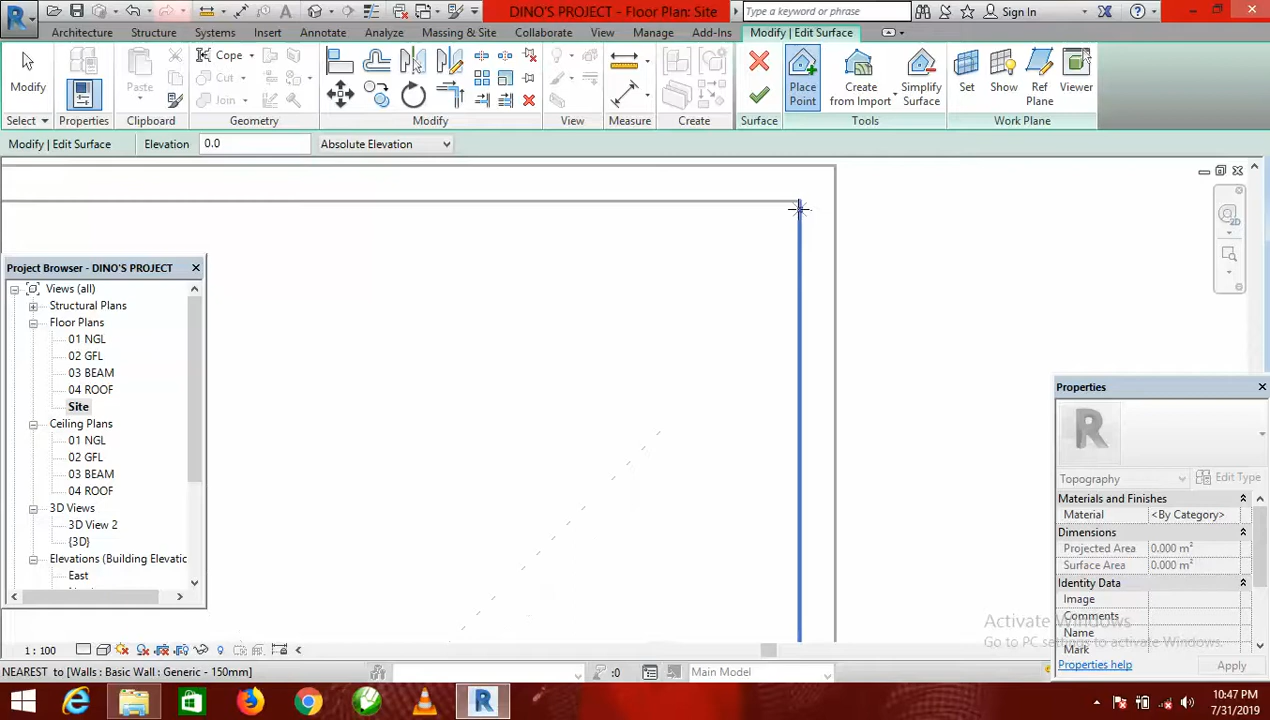 DINO'S PROJECT - Floor Plan: Site
Type a keyword or phrase
Sign In
Architecture Structure Systems Insert Annotate Analyze Massing & Site Collaborate View Manage Add-Ins Modify | Edit Surface
Modify
Paste
Cope
Cut
Join
Place Point
Create from Import
Simplify Surface
Set
Show
Ref Plane
Viewer
Select Properties Clipboard Geometry Modify View Measure Create Surface Tools Work Plane
Modify | Edit Surface Elevation 0.0 Absolute Elevation
2D
Project Browser - DINO'S PROJECT
Views (all)
Structural Plans
Floor Plans
01 NGL
02 GFL
03 BEAM
04 ROOF
Site
Ceiling Plans
01 NGL
02 GFL
03 BEAM
04 ROOF
3D Views
3D View 2
{3D}
Elevations (Building Elevatic
East
Properties
Topography
Edit Type
Materials and Finishes
Material <By Category>
Dimensions
Projected Area 0.000 m²
Surface Area 0.000 m²
Identity Data
Image
Comments
Name
Mark
Properties help
Apply
Activate Windows
Go to PC settings to activate Windows.
1 : 100
NEAREST to [Walls : Basic Wall : Generic - 150mm]
:0
Main Model
10:47 PM
7/31/2019